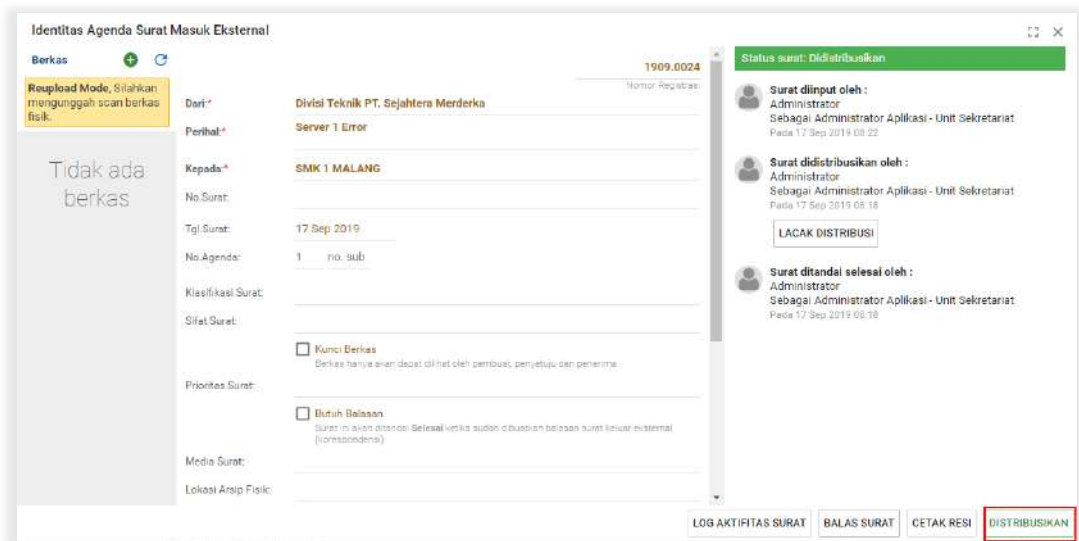 Identitas Agenda Surat Masuk Eksternal
Berkas
Reupload Mode, Silahkan
mengunggah scan berkas
fisik.
Tidak ada
berkas
1909.0024
Nomor Registrasi
Dari:*
Divisi Teknik PT. Sejahtera Merderka
Perihal:*
Server 1 Error
Kepada:*
SMK 1 MALANG
No.Surat:
Tgl.Surat:
17 Sep 2019
No.Agenda:
1 no. sub
Klasifikasi Surat:
Sifat Surat:
Kunci Berkas
Berkas hanya akan dapat dilihat oleh pembuat, penyetuju dan penerima
Prioritas Surat:
Butuh Balasan
Surat ini akan ditandai Selesai ketika sudah dibuatkan balasan surat keluar eksternal
(korespondensi)
Media Surat:
Lokasi Arsip Fisik:
Status surat: Didistribusikan
Surat diinput oleh :
Administrator
Sebagai Administrator Aplikasi - Unit Sekretariat
Pada 17 Sep 2019 08:22
Surat didistribusikan oleh :
Administrator
Sebagai Administrator Aplikasi - Unit Sekretariat
Pada 17 Sep 2019 08:18
LACAK DISTRIBUSI
Surat ditandai selesai oleh :
Administrator
Sebagai Administrator Aplikasi - Unit Sekretariat
Pada 17 Sep 2019 08:18
LOG AKTIFITAS SURAT
BALAS SURAT
CETAK RESI
DISTRIBUSIKAN